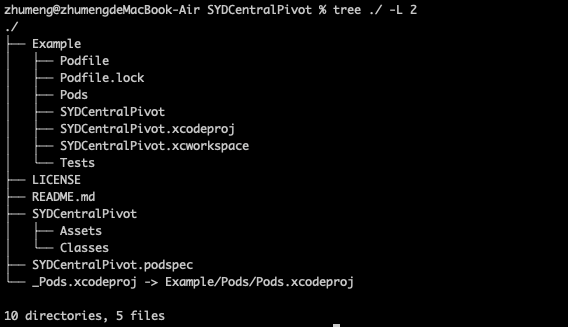 zhumeng@zhumengdeMacBook-Air SYDCentralPivot % tree ./ -L 2
./
├── Example
│   ├── Podfile
│   ├── Podfile.lock
│   ├── Pods
│   ├── SYDCentralPivot
│   ├── SYDCentralPivot.xcodeproj
│   ├── SYDCentralPivot.xcworkspace
│   └── Tests
├── LICENSE
├── README.md
├── SYDCentralPivot
│   ├── Assets
│   └── Classes
├── SYDCentralPivot.podspec
└── _Pods.xcodeproj -> Example/Pods/Pods.xcodeproj

10 directories, 5 files